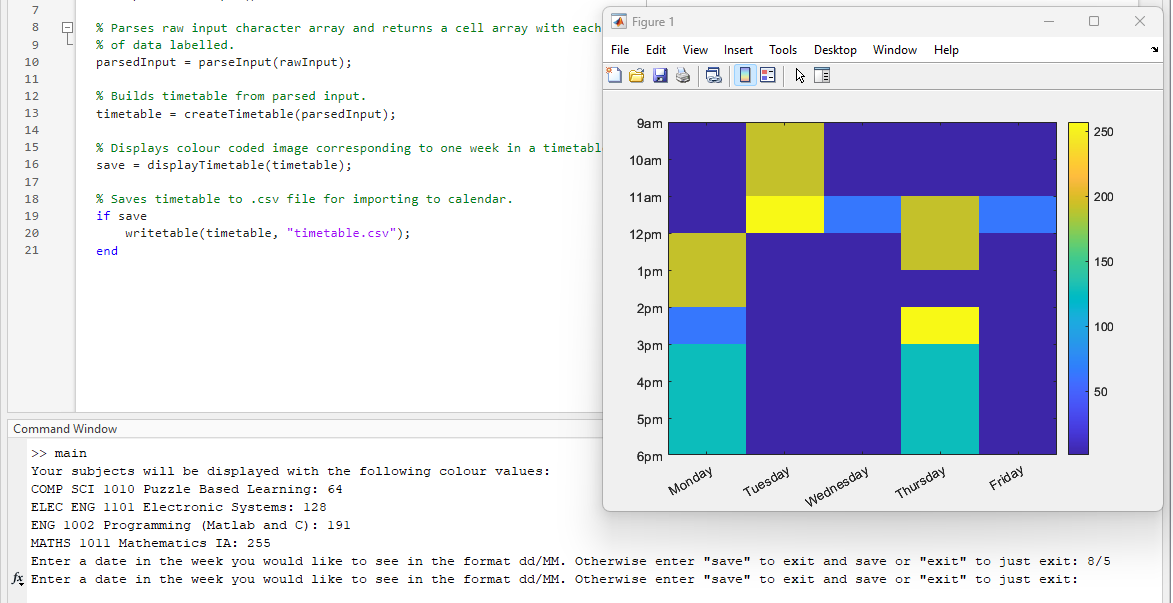 7
8 % Parses raw input character array and returns a cell array with each
9 % of data labelled.
10 parsedInput = parseInput(rawInput);
11
12 % Builds timetable from parsed input.
13 timetable = createTimetable(parsedInput);
14
15 % Displays colour coded image corresponding to one week in a timetabl
16 save = displayTimetable(timetable);
17
18 % Saves timetable to .csv file for importing to calendar.
19 if save
20 writetable(timetable, "timetable.csv");
21 end
Figure 1
File Edit View Insert Tools Desktop Window Help
9am
10am
11am
12pm
1pm
2pm
3pm
4pm
5pm
6pm
Monday Tuesday Wednesday Thursday Friday
250
200
150
100
50
Command Window
>> main
Your subjects will be displayed with the following colour values:
COMP SCI 1010 Puzzle Based Learning: 64
ELEC ENG 1101 Electronic Systems: 128
ENG 1002 Programming (Matlab and C): 191
MATHS 1011 Mathematics IA: 255
Enter a date in the week you would like to see in the format dd/MM. Otherwise enter "save" to exit and save or "exit" to just exit: 8/5
fx Enter a date in the week you would like to see in the format dd/MM. Otherwise enter "save" to exit and save or "exit" to just exit: